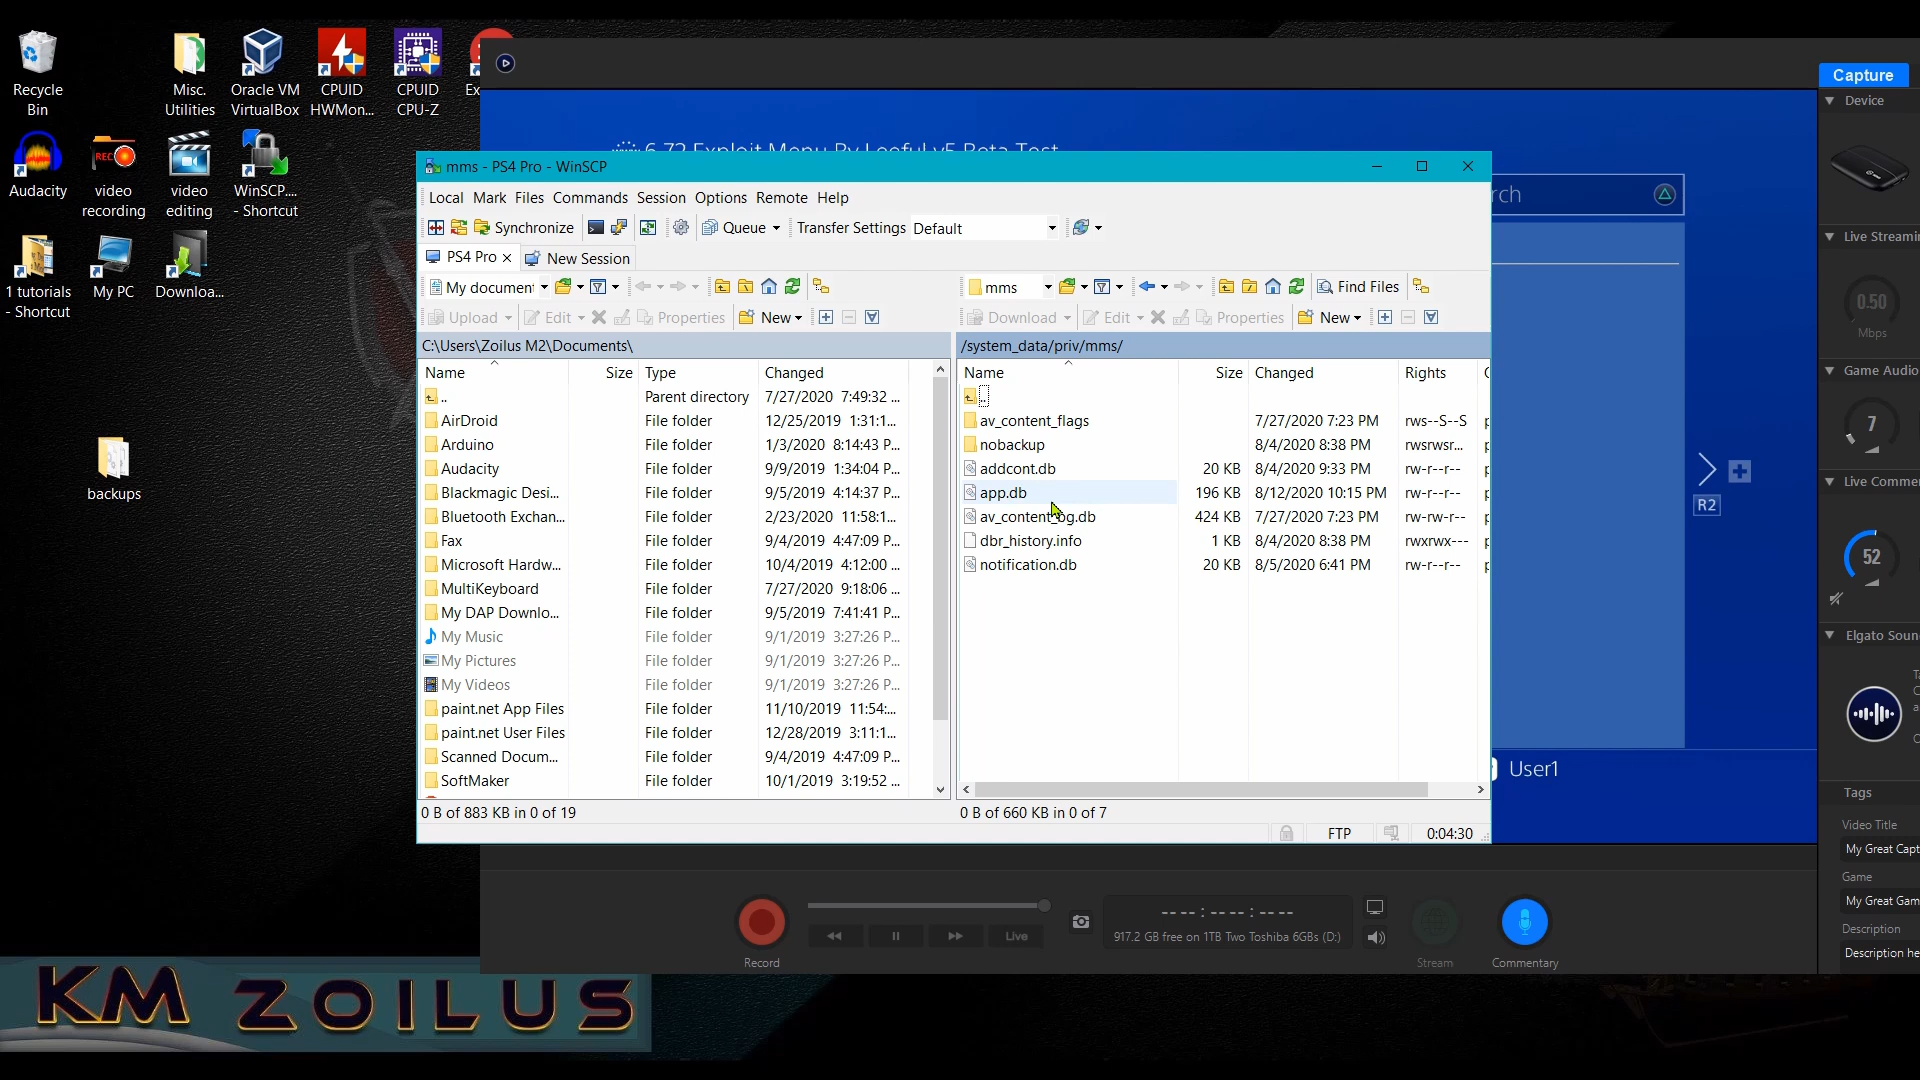 Recycle Bin
Misc. Utilities
Oracle VM VirtualBox
CPUID HWMon...
CPUID CPU-Z
Ex
Audacity
video recording
video editing
WinSCP.... - Shortcut
1 tutorials - Shortcut
My PC
Downloa...
backups
Capture
Device
6.72 Exploit Menu By Leeful v5 Beta Test
mms - PS4 Pro - WinSCP
Local Mark Files Commands Session Options Remote Help
Synchronize Queue Transfer Settings Default
PS4 Pro × New Session
My document mms Find Files
Upload Edit Properties New Download Edit Properties New
C:\Users\Zoilus M2\Documents\ /system_data/priv/mms/
Name Size Type Changed
.. Parent directory 7/27/2020 7:49:32 ...
AirDroid File folder 12/25/2019 1:31:1...
Arduino File folder 1/3/2020 8:14:43 P...
Audacity File folder 9/9/2019 1:34:04 P...
Blackmagic Desi... File folder 9/5/2019 4:14:37 P...
Bluetooth Exchan... File folder 2/23/2020 11:58:1...
Fax File folder 9/4/2019 4:47:09 P...
Microsoft Hardw... File folder 10/4/2019 4:12:00 ...
MultiKeyboard File folder 7/27/2020 9:18:06 ...
My DAP Downlo... File folder 9/5/2019 7:41:41 P...
My Music File folder 9/1/2019 3:27:26 P...
My Pictures File folder 9/1/2019 3:27:26 P...
My Videos File folder 9/1/2019 3:27:26 P...
paint.net App Files File folder 11/10/2019 11:54:...
paint.net User Files File folder 12/28/2019 3:11:1...
Scanned Docum... File folder 9/4/2019 4:47:09 P...
SoftMaker File folder 10/1/2019 3:19:52 ...
0 B of 883 KB in 0 of 19
Name Size Changed Rights
..
av_content_flags 7/27/2020 7:23 PM rws--S--S
nobackup 8/4/2020 8:38 PM rwsrwsr...
addcont.db 20 KB 8/4/2020 9:33 PM rw-r--r--
app.db 196 KB 8/12/2020 10:15 PM rw-r--r--
av_content_bg.db 424 KB 7/27/2020 7:23 PM rw-rw-r--
dbr_history.info 1 KB 8/4/2020 8:38 PM rwxrwx---
notification.db 20 KB 8/5/2020 6:41 PM rw-r--r--
0 B of 660 KB in 0 of 7
FTP 0:04:30
rch
R2
User1
Live Streami
0.50
Mbps
Game Audio
7
Live Comme
52
Elgato Soun
Tags
Video Title
My Great Capt
Game
My Great Gam
Description
Description he
Live
-- -- : -- -- : -- --
917.2 GB free on 1TB Two Toshiba 6GBs (D:)
Record
Stream
Commentary
KM ZOILUS